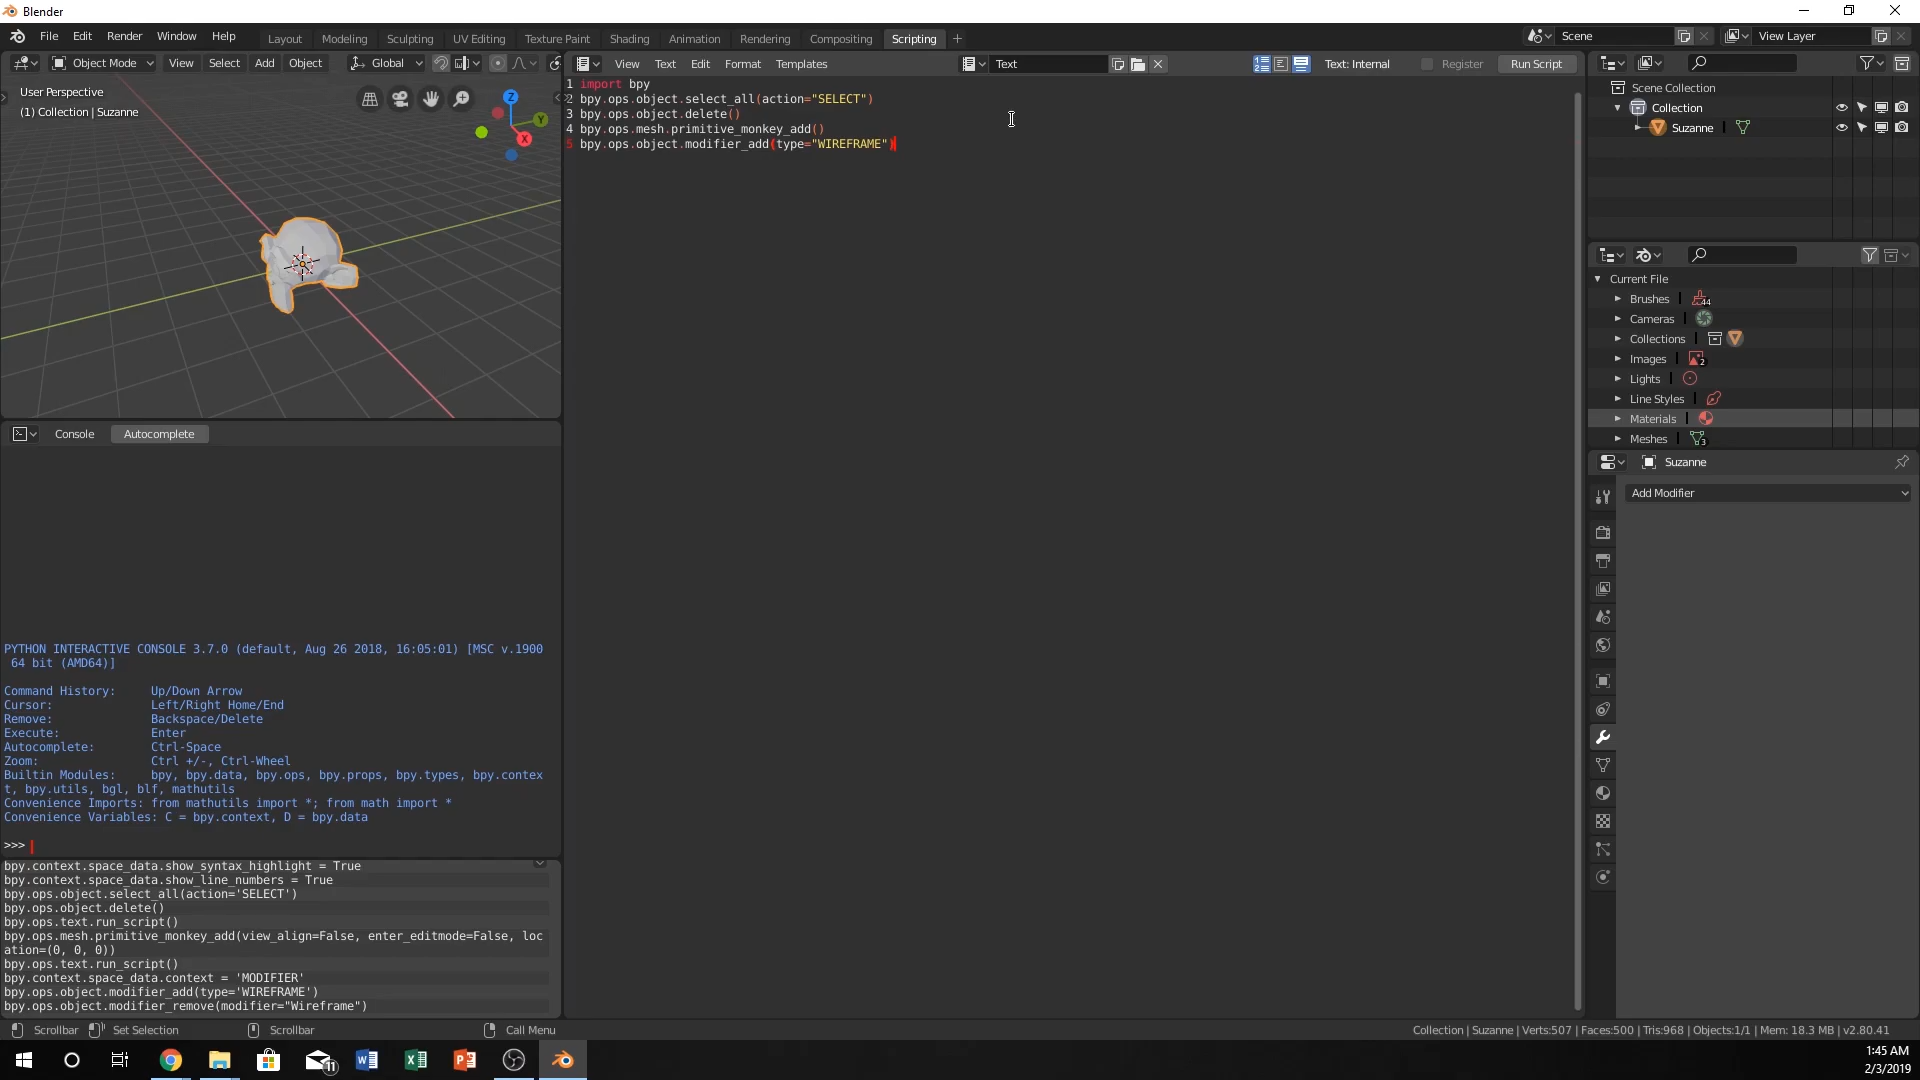 Blender
File Edit Render Window Help
Layout Modeling Sculpting UV Editing Texture Paint Shading Animation Rendering Compositing Scripting +
Scene
View Layer
Object Mode View Select Add Object Global
View Text Edit Format Templates
Text
Text: Internal Register Run Script
User Perspective
(1) Collection | Suzanne
Z
Y
X
1 import bpy
2 bpy.ops.object.select_all(action="SELECT")
3 bpy.ops.object.delete()
4 bpy.ops.mesh.primitive_monkey_add()
5 bpy.ops.object.modifier_add(type="WIREFRAME")
Scene Collection
Collection
Suzanne
Current File
Brushes 44
Cameras
Collections
Images 2
Lights
Line Styles
Materials
Meshes 3
Suzanne
Add Modifier
Console Autocomplete
PYTHON INTERACTIVE CONSOLE 3.7.0 (default, Aug 26 2018, 16:05:01) [MSC v.1900
64 bit (AMD64)]
Command History: Up/Down Arrow
Cursor: Left/Right Home/End
Remove: Backspace/Delete
Execute: Enter
Autocomplete: Ctrl-Space
Zoom: Ctrl +/-, Ctrl-Wheel
Builtin Modules: bpy, bpy.data, bpy.ops, bpy.props, bpy.types, bpy.contex
t, bpy.utils, bgl, blf, mathutils
Convenience Imports: from mathutils import *; from math import *
Convenience Variables: C = bpy.context, D = bpy.data
>>>
bpy.context.space_data.show_syntax_highlight = True
bpy.context.space_data.show_line_numbers = True
bpy.ops.object.select_all(action='SELECT')
bpy.ops.object.delete()
bpy.ops.text.run_script()
bpy.ops.mesh.primitive_monkey_add(view_align=False, enter_editmode=False, loc
ation=(0, 0, 0))
bpy.ops.text.run_script()
bpy.context.space_data.context = 'MODIFIER'
bpy.ops.object.modifier_add(type='WIREFRAME')
bpy.ops.object.modifier_remove(modifier="Wireframe")
Scrollbar Set Selection Scrollbar Call Menu
Collection | Suzanne | Verts:507 | Faces:500 | Tris:968 | Objects:1/1 | Mem: 18.3 MB | v2.80.41
11
1:45 AM
2/3/2019